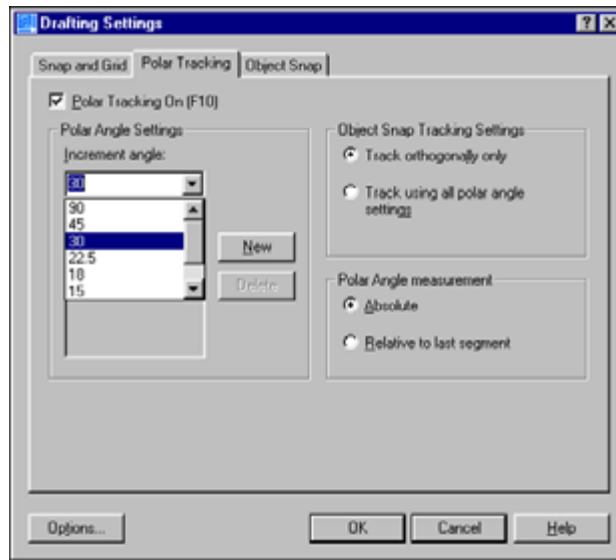 Drafting Settings
Snap and Grid Polar Tracking Object Snap
Polar Tracking On (F10)
Polar Angle Settings
Increment angle:
30
90
45
30
22.5
18
15
New
Delete
Object Snap Tracking Settings
Track orthogonally only
Track using all polar angle
settings
Polar Angle measurement
Absolute
Relative to last segment
Options...
OK
Cancel
Help